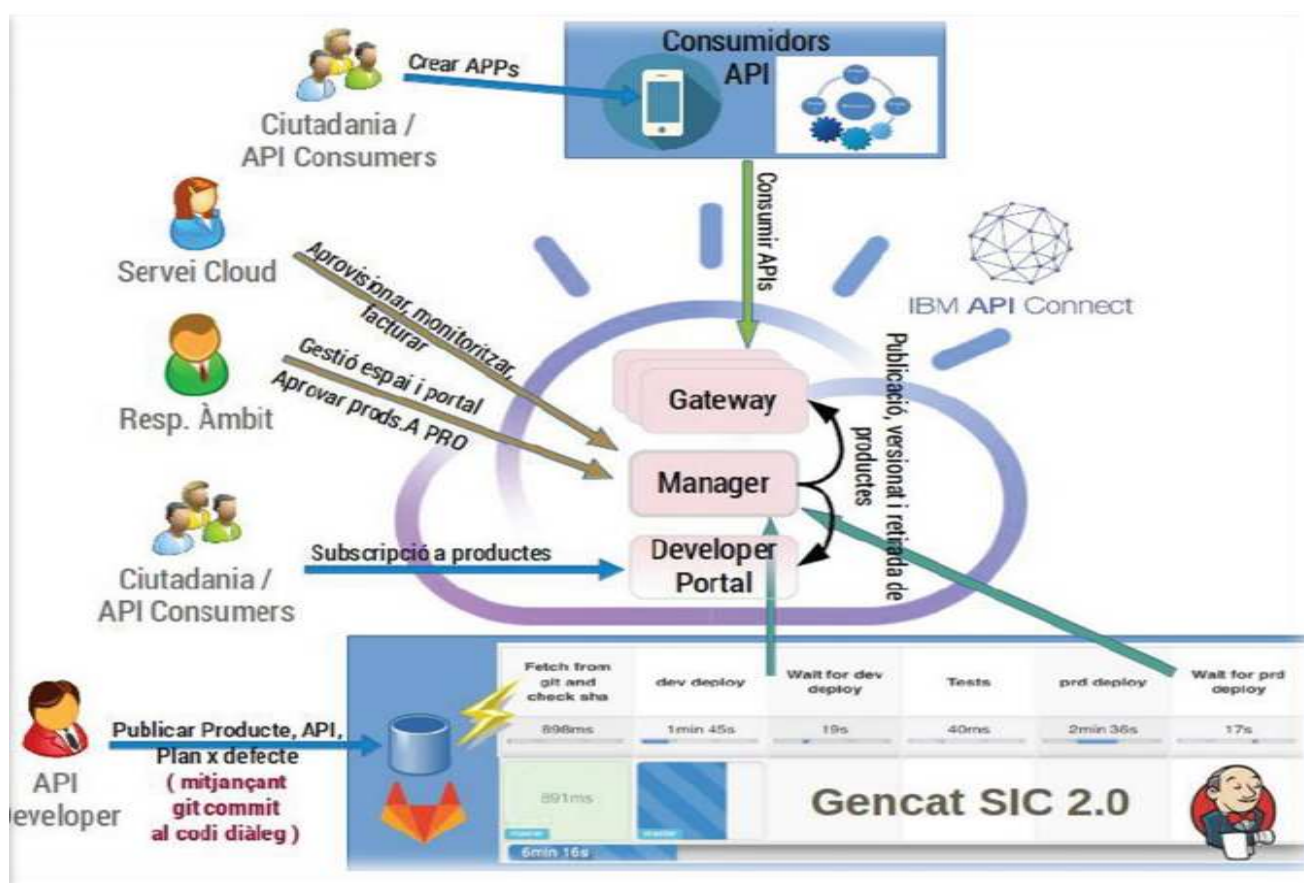 Consumidors
API
Crear APPs
Ciutadania /
API Consumers
Consumir APIs
Servei Cloud
Aprovisionar, monitoritzar,
facturar
IBM API Connect
Resp. Àmbit
Gestió espai i portal
Aprovar prods.A PRO
Gateway
Manager
Developer
Portal
Publicació, versionat i retirada de
productes
Subscripció a productes
Ciutadania /
API Consumers
Fetch from
git and
check sha
dev deploy
Wait for dev
deploy
Tests
prd deploy
Wait for prd
deploy
898ms
1min 45s
19s
40ms
2min 36s
17s
Publicar Producte, API,
Plan x defecte
( mitjançant
git commit
al codi diàleg )
API
eveloper
891ms
master
master
Gencat SIC 2.0
6min 16s